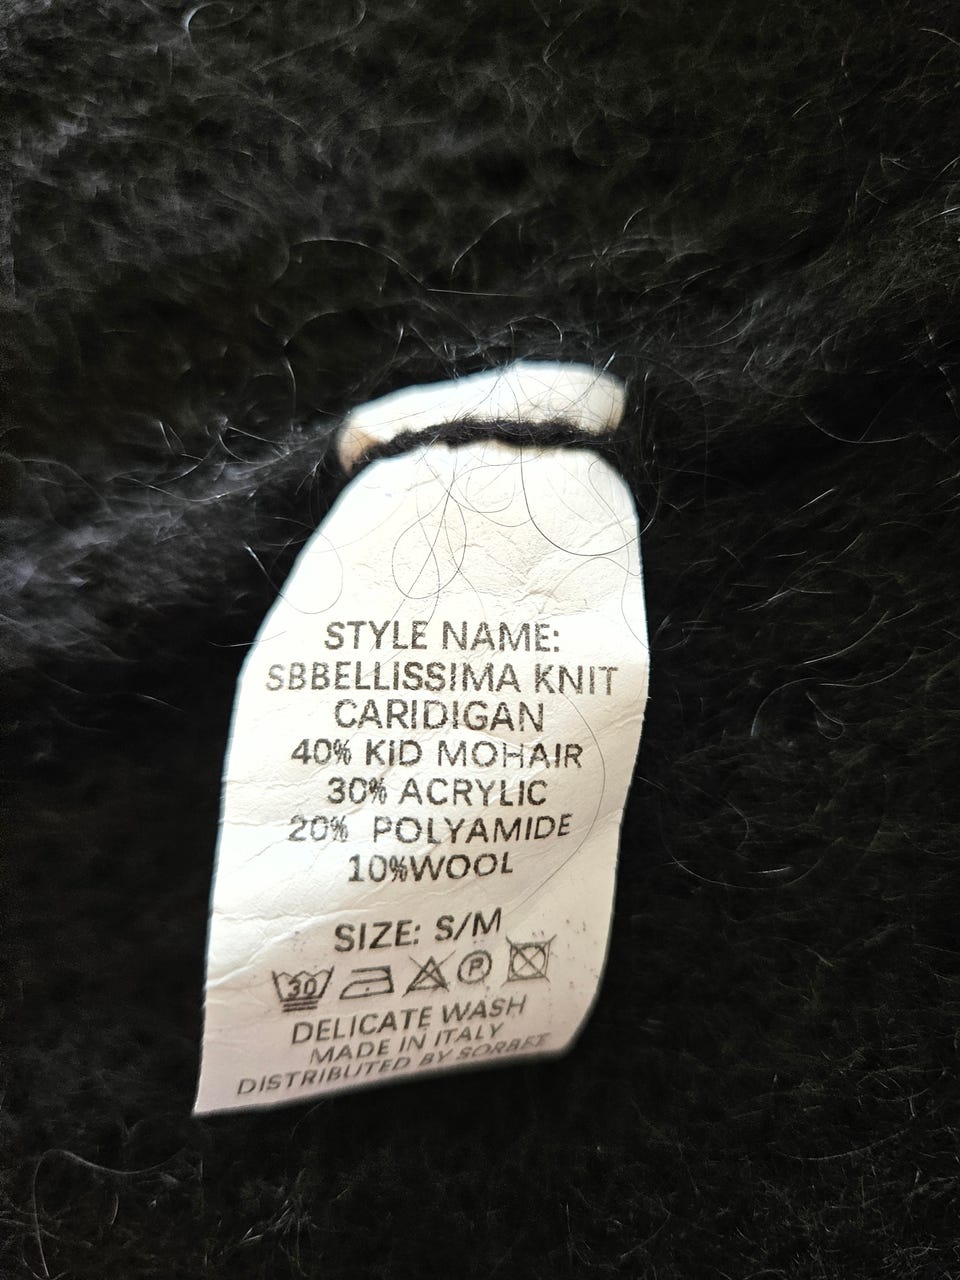 STYLE NAME:
SBBELLISSIMA KNIT
CARIDIGAN
40% KID MOHAIR
30% ACRYLIC
20% POLYAMIDE
10%WOOL
SIZE: S/M
30 P
DELICATE WASH
MADE IN ITALY
DISTRIBUTED BY SORBET